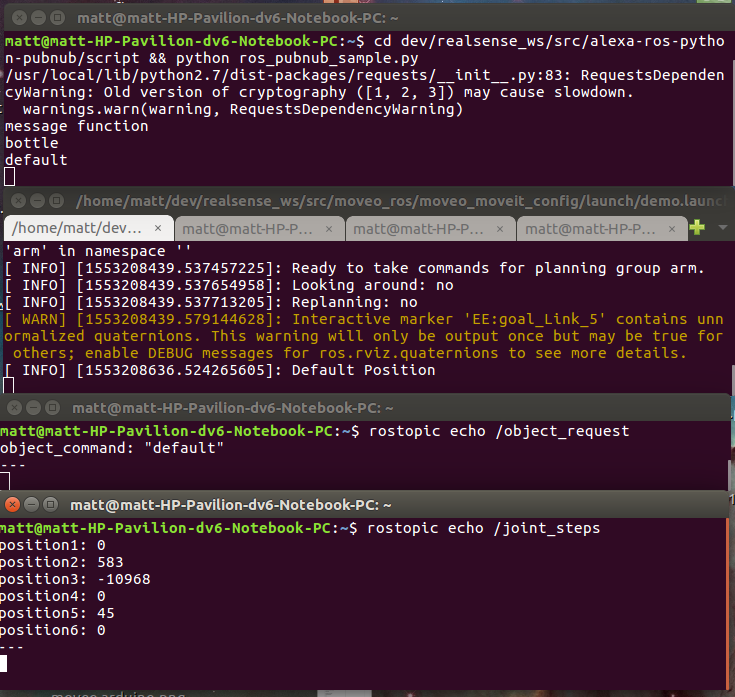 matt@matt-HP-Pavilion-dv6-Notebook-PC: ~
matt@matt-HP-Pavilion-dv6-Notebook-PC:~$ cd dev/realsense_ws/src/alexa-ros-pytho
n-pubnub/script && python ros_pubnub_sample.py
/usr/local/lib/python2.7/dist-packages/requests/__init__.py:83: RequestsDependen
cyWarning: Old version of cryptography ([1, 2, 3]) may cause slowdown.
  warnings.warn(warning, RequestsDependencyWarning)
message function
bottle
default
/home/matt/dev/realsense_ws/src/moveo_ros/moveo_moveit_config/launch/demo.launc
/home/matt/dev... × matt@matt-HP-P... × matt@matt-HP-P... × matt@matt-HP-P... ×
'arm' in namespace ''
[ INFO] [1553208439.537457225]: Ready to take commands for planning group arm.
[ INFO] [1553208439.537654958]: Looking around: no
[ INFO] [1553208439.537713205]: Replanning: no
[ WARN] [1553208439.579144628]: Interactive marker 'EE:goal_Link_5' contains unn
ormalized quaternions. This warning will only be output once but may be true for
 others; enable DEBUG messages for ros.rviz.quaternions to see more details.
[ INFO] [1553208636.524265605]: Default Position
matt@matt-HP-Pavilion-dv6-Notebook-PC: ~
matt@matt-HP-Pavilion-dv6-Notebook-PC:~$ rostopic echo /object_request
object_command: "default"
---
matt@matt-HP-Pavilion-dv6-Notebook-PC: ~
matt@matt-HP-Pavilion-dv6-Notebook-PC:~$ rostopic echo /joint_steps
position1: 0
position2: 583
position3: -10968
position4: 0
position5: 45
position6: 0
---